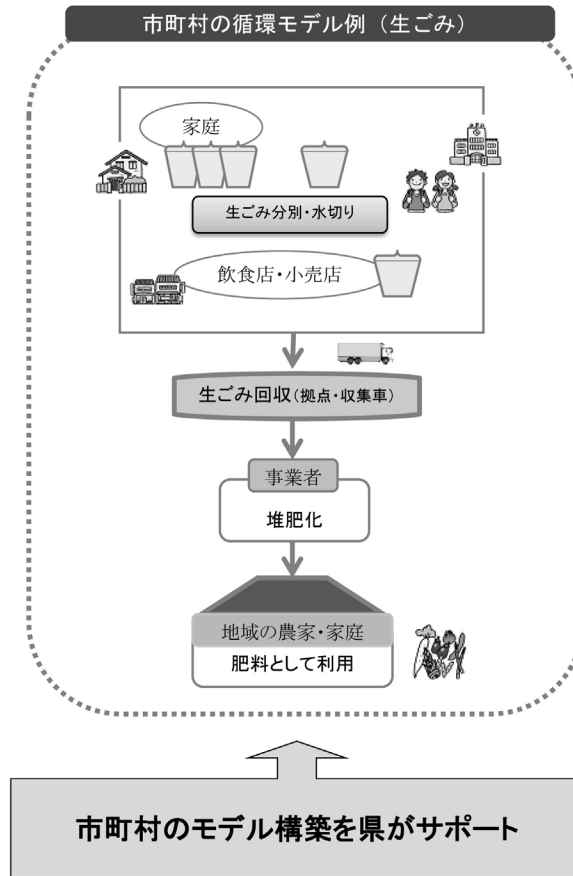 市町村の循環モデル例（生ごみ）
家庭
生ごみ分別・水切り
飲食店・小売店
生ごみ回収（拠点・収集車）
事業者
堆肥化
地域の農家・家庭
肥料として利用
市町村のモデル構築を県がサポート